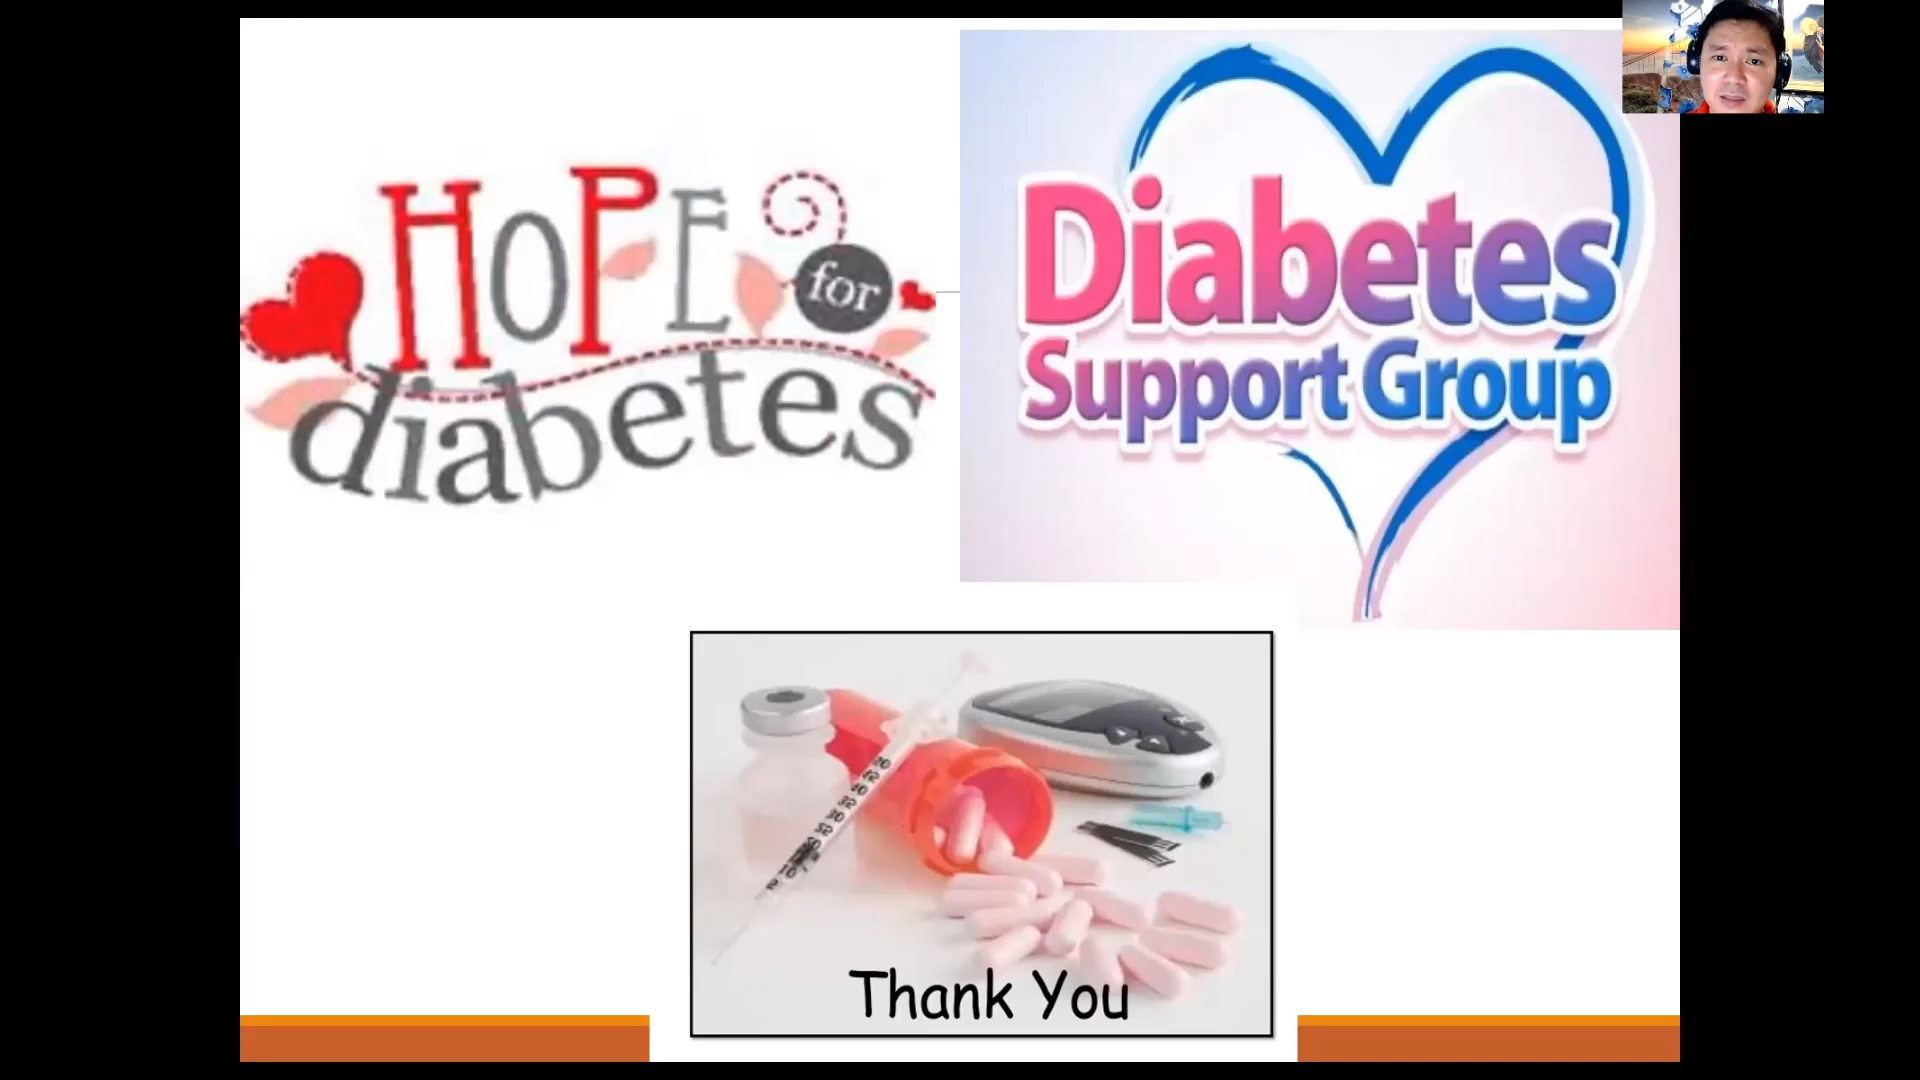 HOPE for
diabetes
Diabetes
Support Group
Thank You